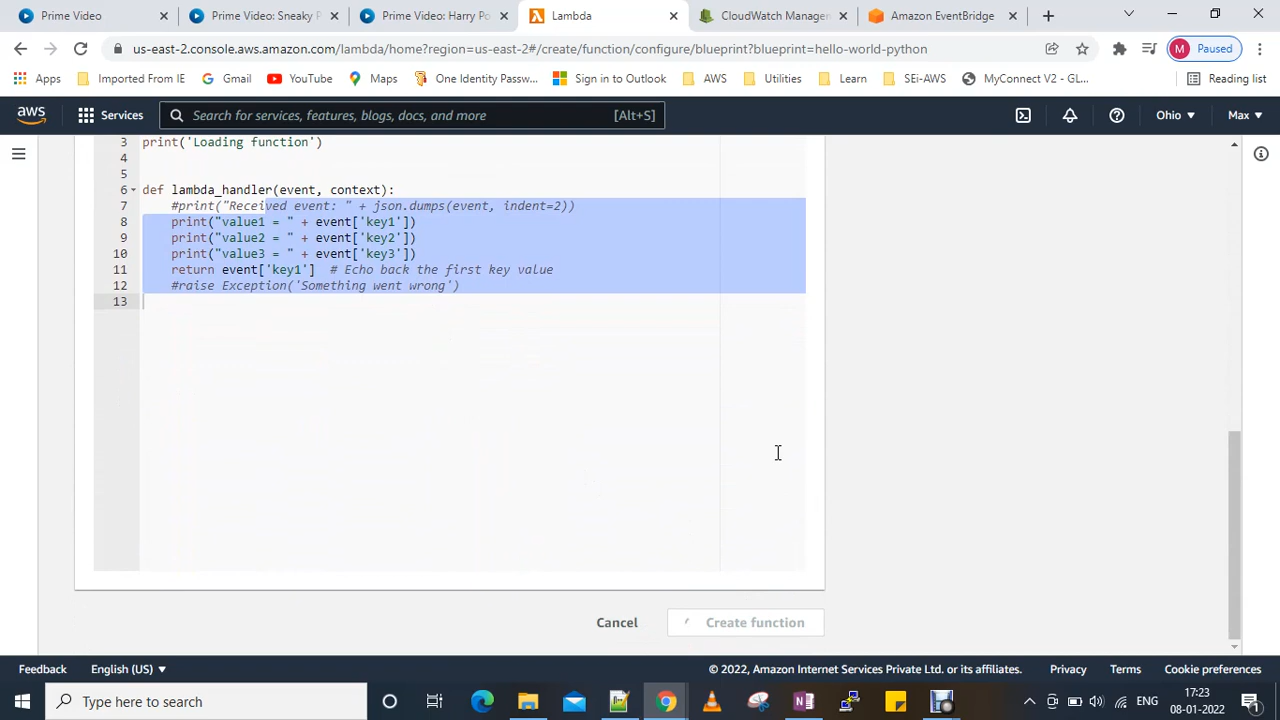 Prime Video
Prime Video: Sneaky P
Prime Video: Harry Po
Lambda
CloudWatch Manager
Amazon EventBridge
us-east-2.console.aws.amazon.com/lambda/home?region=us-east-2#/create/function/configure/blueprint?blueprint=hello-world-python
M Paused
Apps
Imported From IE
Gmail
YouTube
Maps
One Identity Passw...
Sign in to Outlook
AWS
Utilities
Learn
SEi-AWS
MyConnect V2 - GL...
Reading list
aws
Services
Search for services, features, blogs, docs, and more
[Alt+S]
Ohio
Max
3 print('Loading function')
4
5
6 def lambda_handler(event, context):
7 #print("Received event: " + json.dumps(event, indent=2))
8 print("value1 = " + event['key1'])
9 print("value2 = " + event['key2'])
10 print("value3 = " + event['key3'])
11 return event['key1'] # Echo back the first key value
12 #raise Exception('Something went wrong')
13
Cancel
Create function
Feedback
English (US)
© 2022, Amazon Internet Services Private Ltd. or its affiliates.
Privacy
Terms
Cookie preferences
Type here to search
ENG
17:23
08-01-2022
1